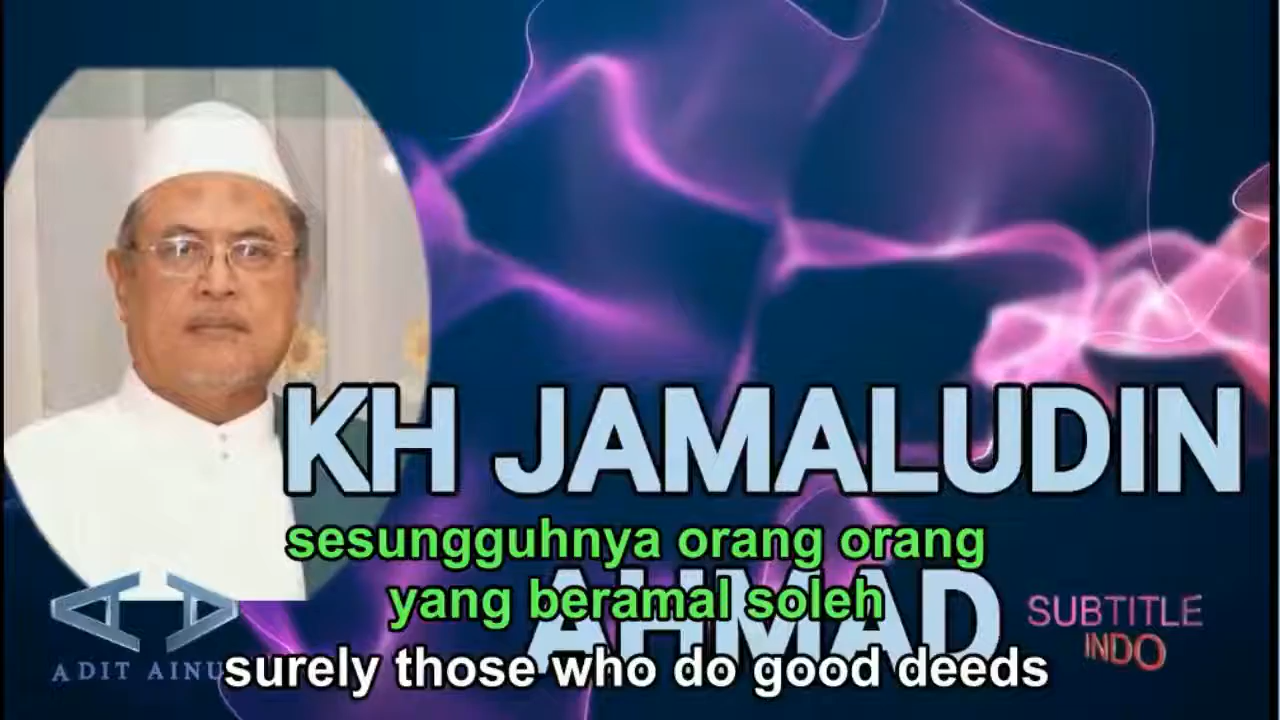 KH JAMALUDIN
AHMAD
sesungguhnya orang orang
yang beramal soleh
surely those who do good deeds
SUBTITLE
INDO
ADIT AINU